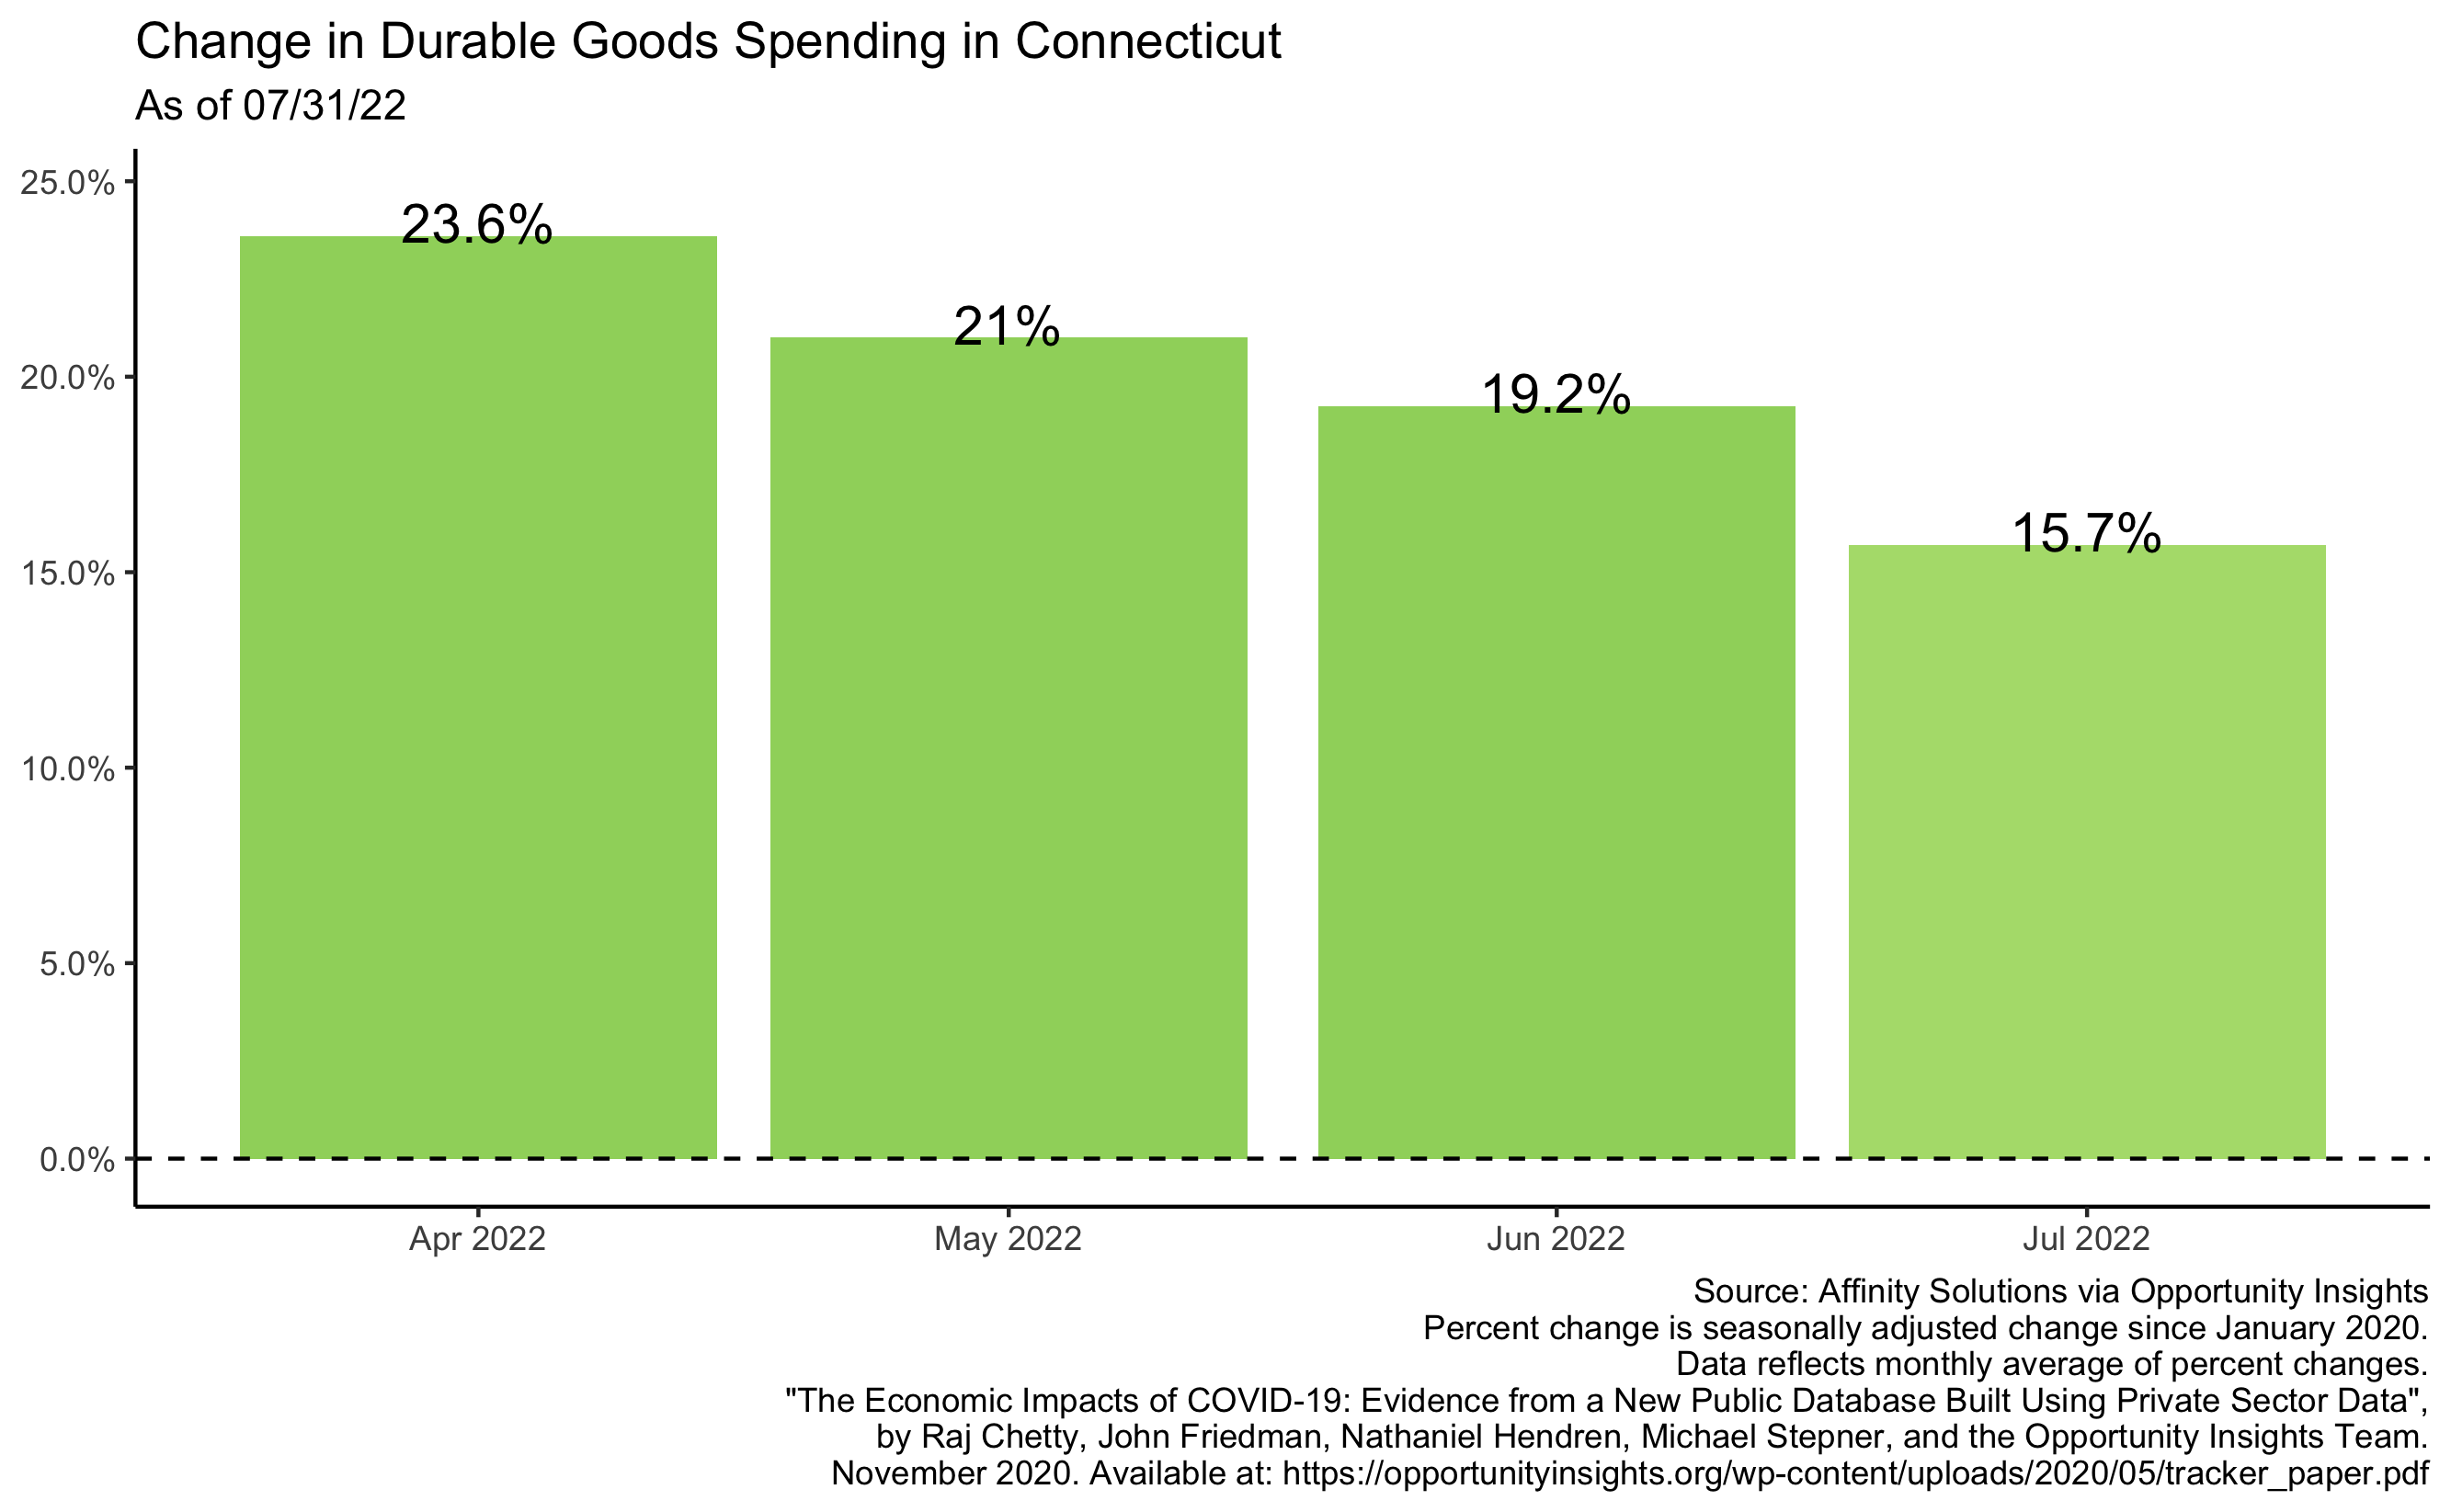 Change in Durable Goods Spending in Connecticut
As of 07/31/22
25.0%
20.0%
15.0%
10.0%
5.0%
0.0%
23.6%
21%
19.2%
15.7%
Apr 2022
May 2022
Jun 2022
Jul 2022
Source: Affinity Solutions via Opportunity Insights
Percent change is seasonally adjusted change since January 2020.
Data reflects monthly average of percent changes.
"The Economic Impacts of COVID-19: Evidence from a New Public Database Built Using Private Sector Data",
by Raj Chetty, John Friedman, Nathaniel Hendren, Michael Stepner, and the Opportunity Insights Team.
November 2020. Available at: https://opportunityinsights.org/wp-content/uploads/2020/05/tracker_paper.pdf